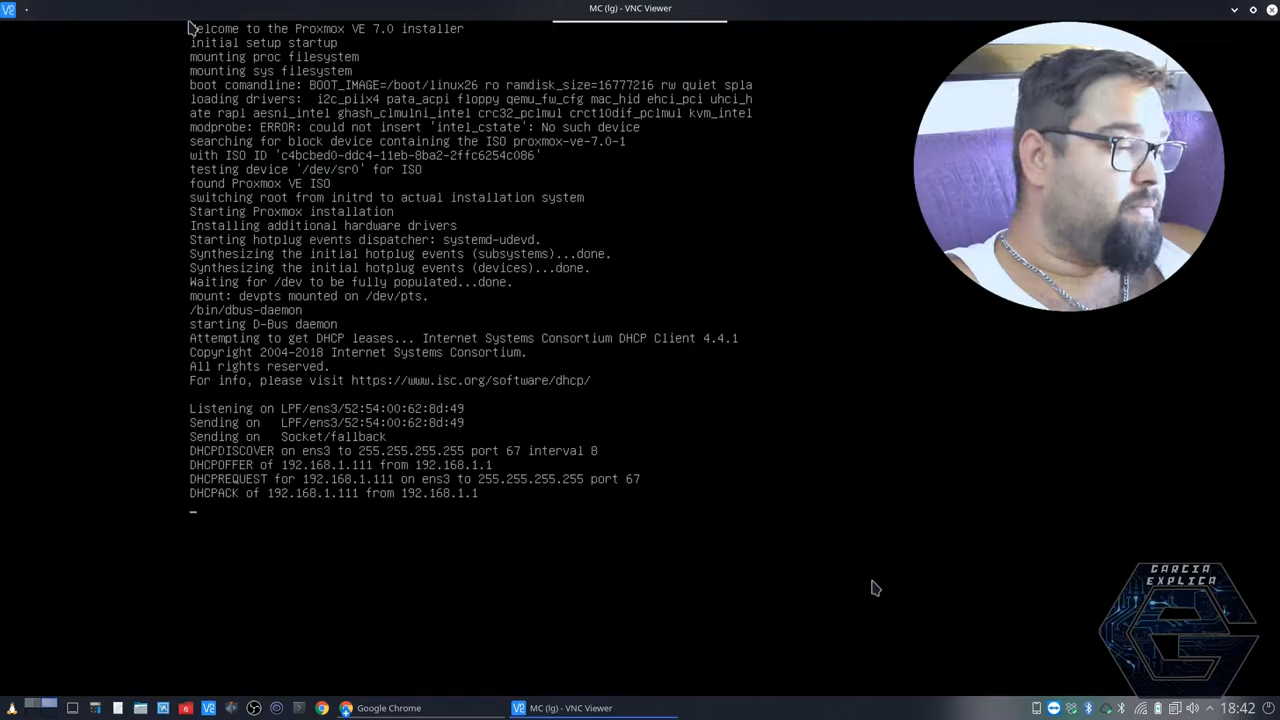 MC (lg) - VNC Viewer
elcome to the Proxmox VE 7.0 installer
initial setup startup
mounting proc filesystem
mounting sys filesystem
boot comandline: BOOT_IMAGE=/boot/linux26 ro ramdisk_size=16777216 rw quiet spla
loading drivers:  i2c_piix4 pata_acpi floppy qemu_fw_cfg mac_hid ehci_pci uhci_h
ate rapl aesni_intel ghash_clmulni_intel crc32_pclmul crct10dif_pclmul kvm_intel
modprobe: ERROR: could not insert 'intel_cstate': No such device
searching for block device containing the ISO proxmox-ve-7.0-1
with ISO ID 'c4bcbed0-ddc4-11eb-8ba2-2ffc6254c086'
testing device '/dev/sr0' for ISO
found Proxmox VE ISO
switching root from initrd to actual installation system
Starting Proxmox installation
Installing additional hardware drivers
Starting hotplug events dispatcher: systemd-udevd.
Synthesizing the initial hotplug events (subsystems)...done.
Synthesizing the initial hotplug events (devices)...done.
Waiting for /dev to be fully populated...done.
mount: devpts mounted on /dev/pts.
/bin/dbus-daemon
starting D-Bus daemon
Attempting to get DHCP leases... Internet Systems Consortium DHCP Client 4.4.1
Copyright 2004-2018 Internet Systems Consortium.
All rights reserved.
For info, please visit https://www.isc.org/software/dhcp/
Listening on LPF/ens3/52:54:00:62:8d:49
Sending on   LPF/ens3/52:54:00:62:8d:49
Sending on   Socket/fallback
DHCPDISCOVER on ens3 to 255.255.255.255 port 67 interval 8
DHCPOFFER of 192.168.1.111 from 192.168.1.1
DHCPREQUEST for 192.168.1.111 on ens3 to 255.255.255.255 port 67
DHCPACK of 192.168.1.111 from 192.168.1.1
GARCIA
EXPLICA
Google Chrome
MC (lg) - VNC Viewer
18:42